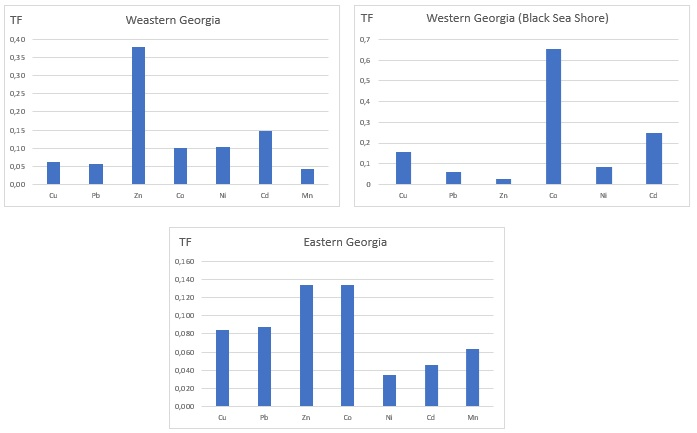 TF
Weastern Georgia
0,40
0,35
0,30
0,25
0,20
0,15
0,10
0,05
0,00
Cu Pb Zn Co Ni Cd Mn
TF
Western Georgia (Black Sea Shore)
0,7
0,6
0,5
0,4
0,3
0,2
0,1
0
Cu Pb Zn Co Ni Cd
TF
Eastern Georgia
0,160
0,140
0,120
0,100
0,080
0,060
0,040
0,020
0,000
Cu Pb Zn Co Ni Cd Mn